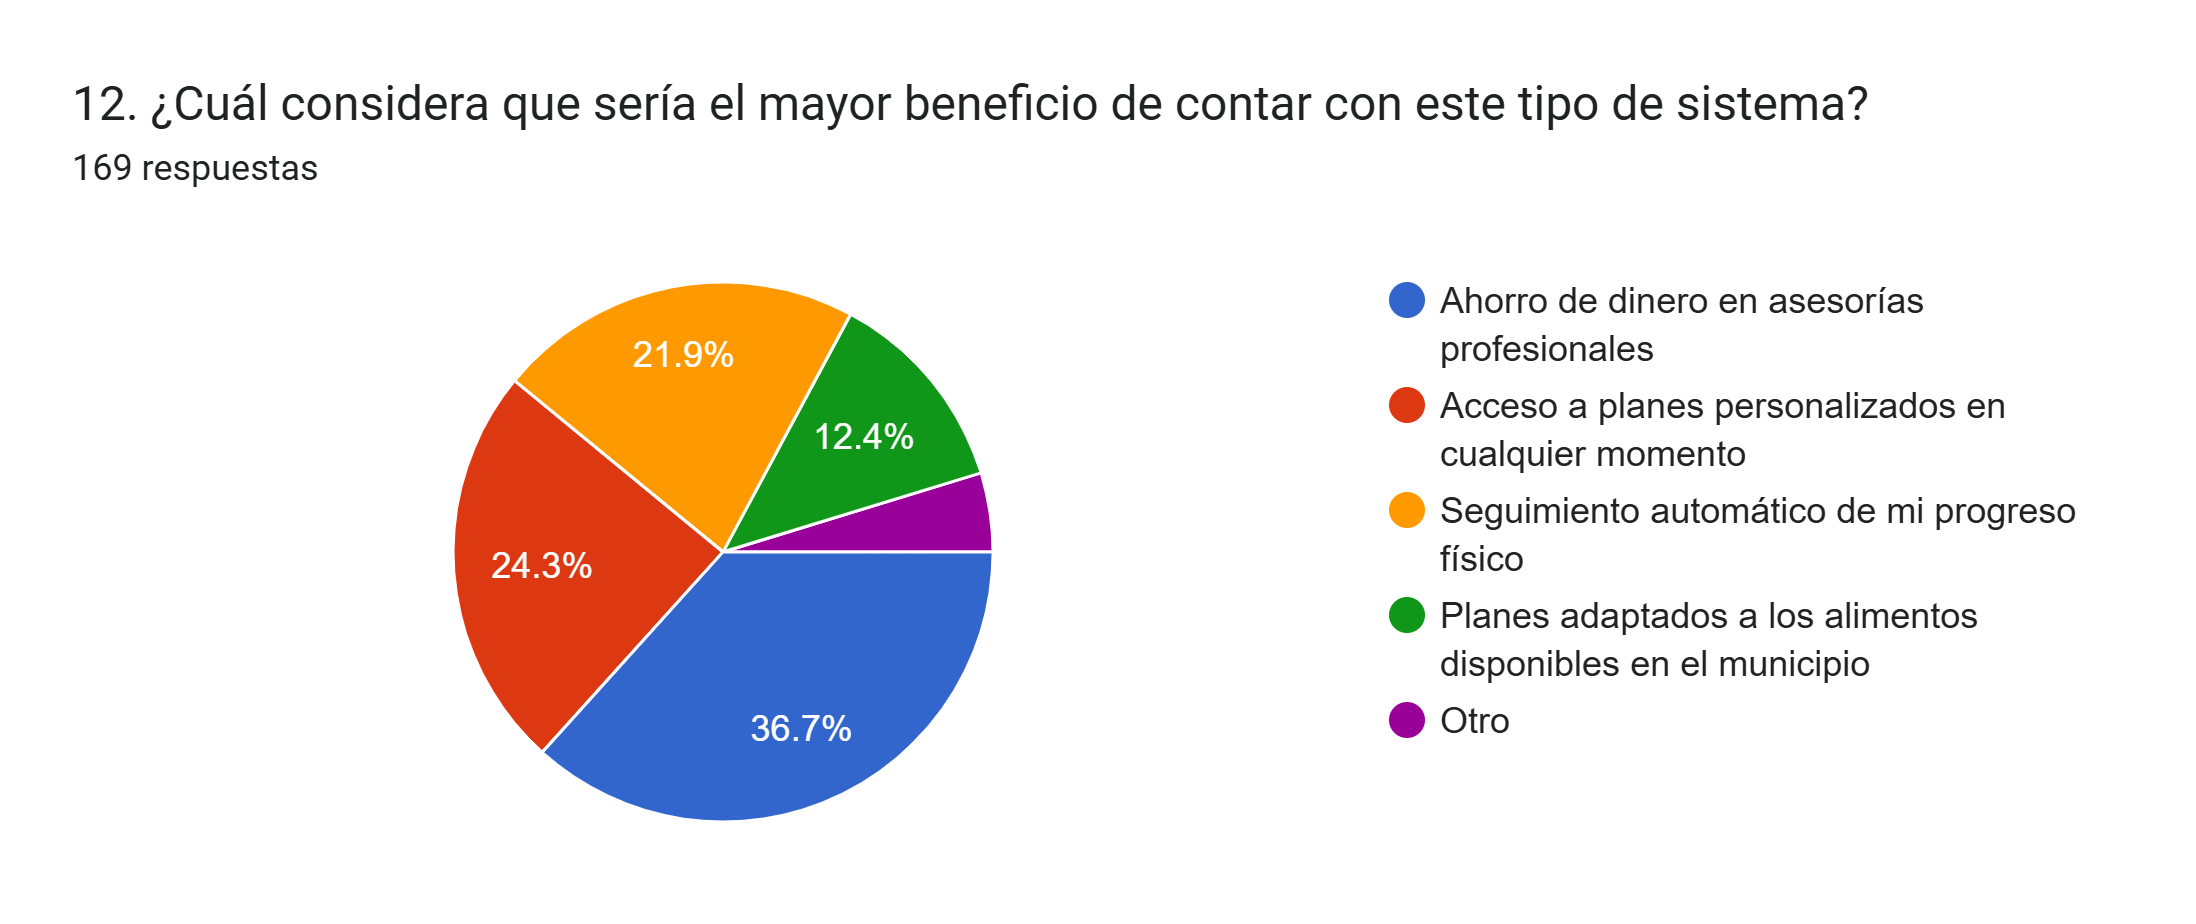 12. ¿Cuál considera que sería el mayor beneficio de contar con este tipo de sistema?
169 respuestas
21.9%
12.4%
24.3%
36.7%
Ahorro de dinero en asesorías
profesionales
Acceso a planes personalizados en
cualquier momento
Seguimiento automático de mi progreso
físico
Planes adaptados a los alimentos
disponibles en el municipio
Otro